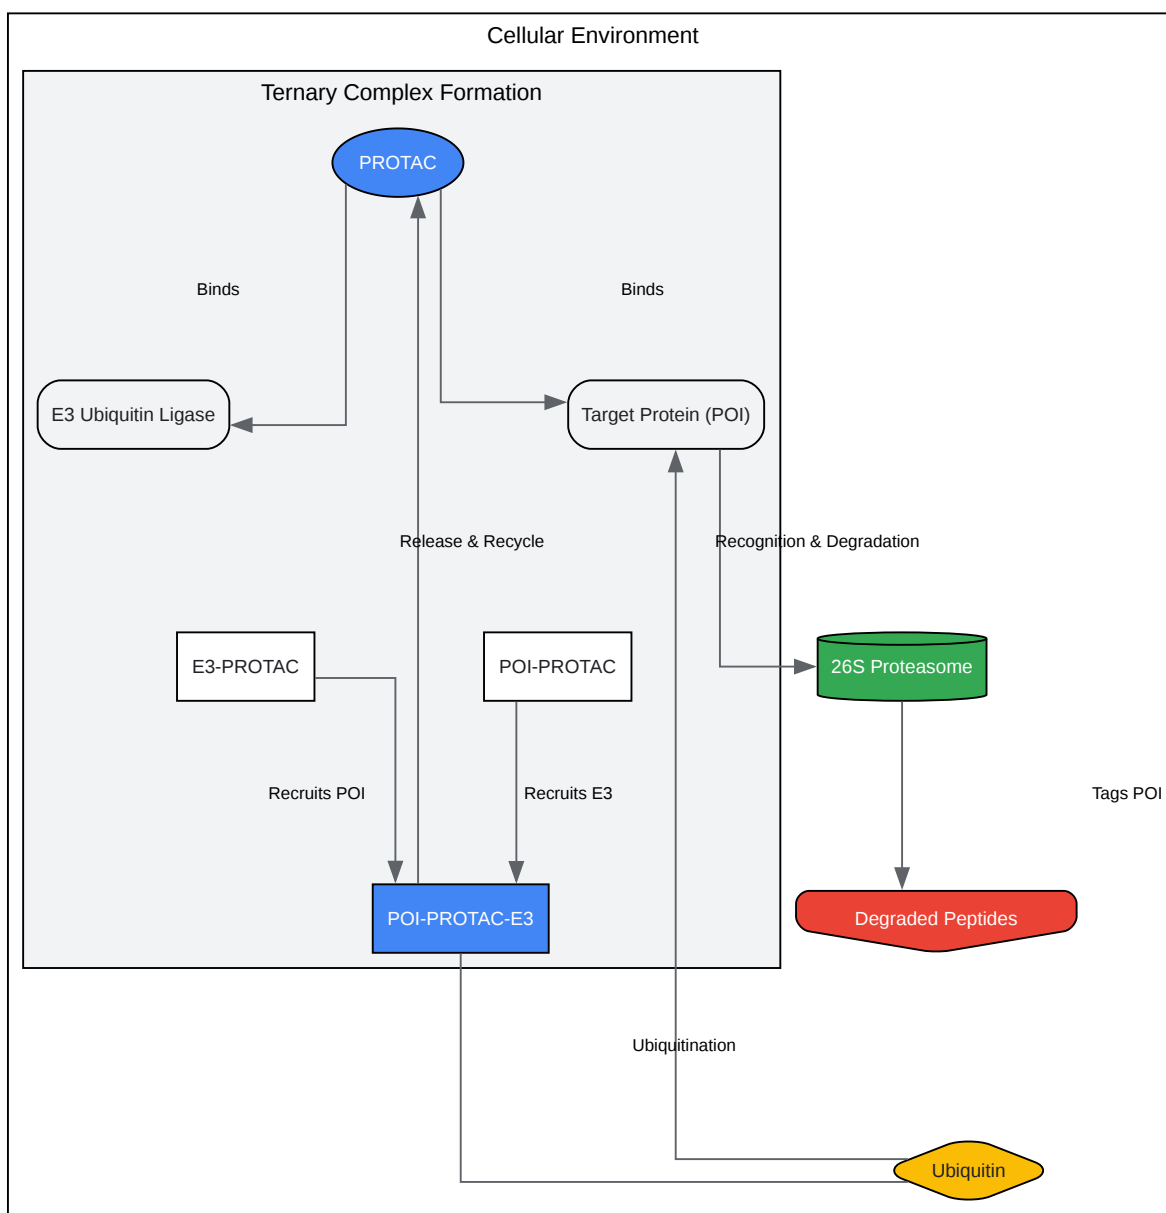 Cellular Environment
Ternary Complex Formation
PROTAC
Binds
Binds
E3 Ubiquitin Ligase
Target Protein (POI)
Release & Recycle
Recognition & Degradation
E3-PROTAC
POI-PROTAC
26S Proteasome
Recruits POI
Recruits E3
Tags POI
POI-PROTAC-E3
Degraded Peptides
Ubiquitination
Ubiquitin